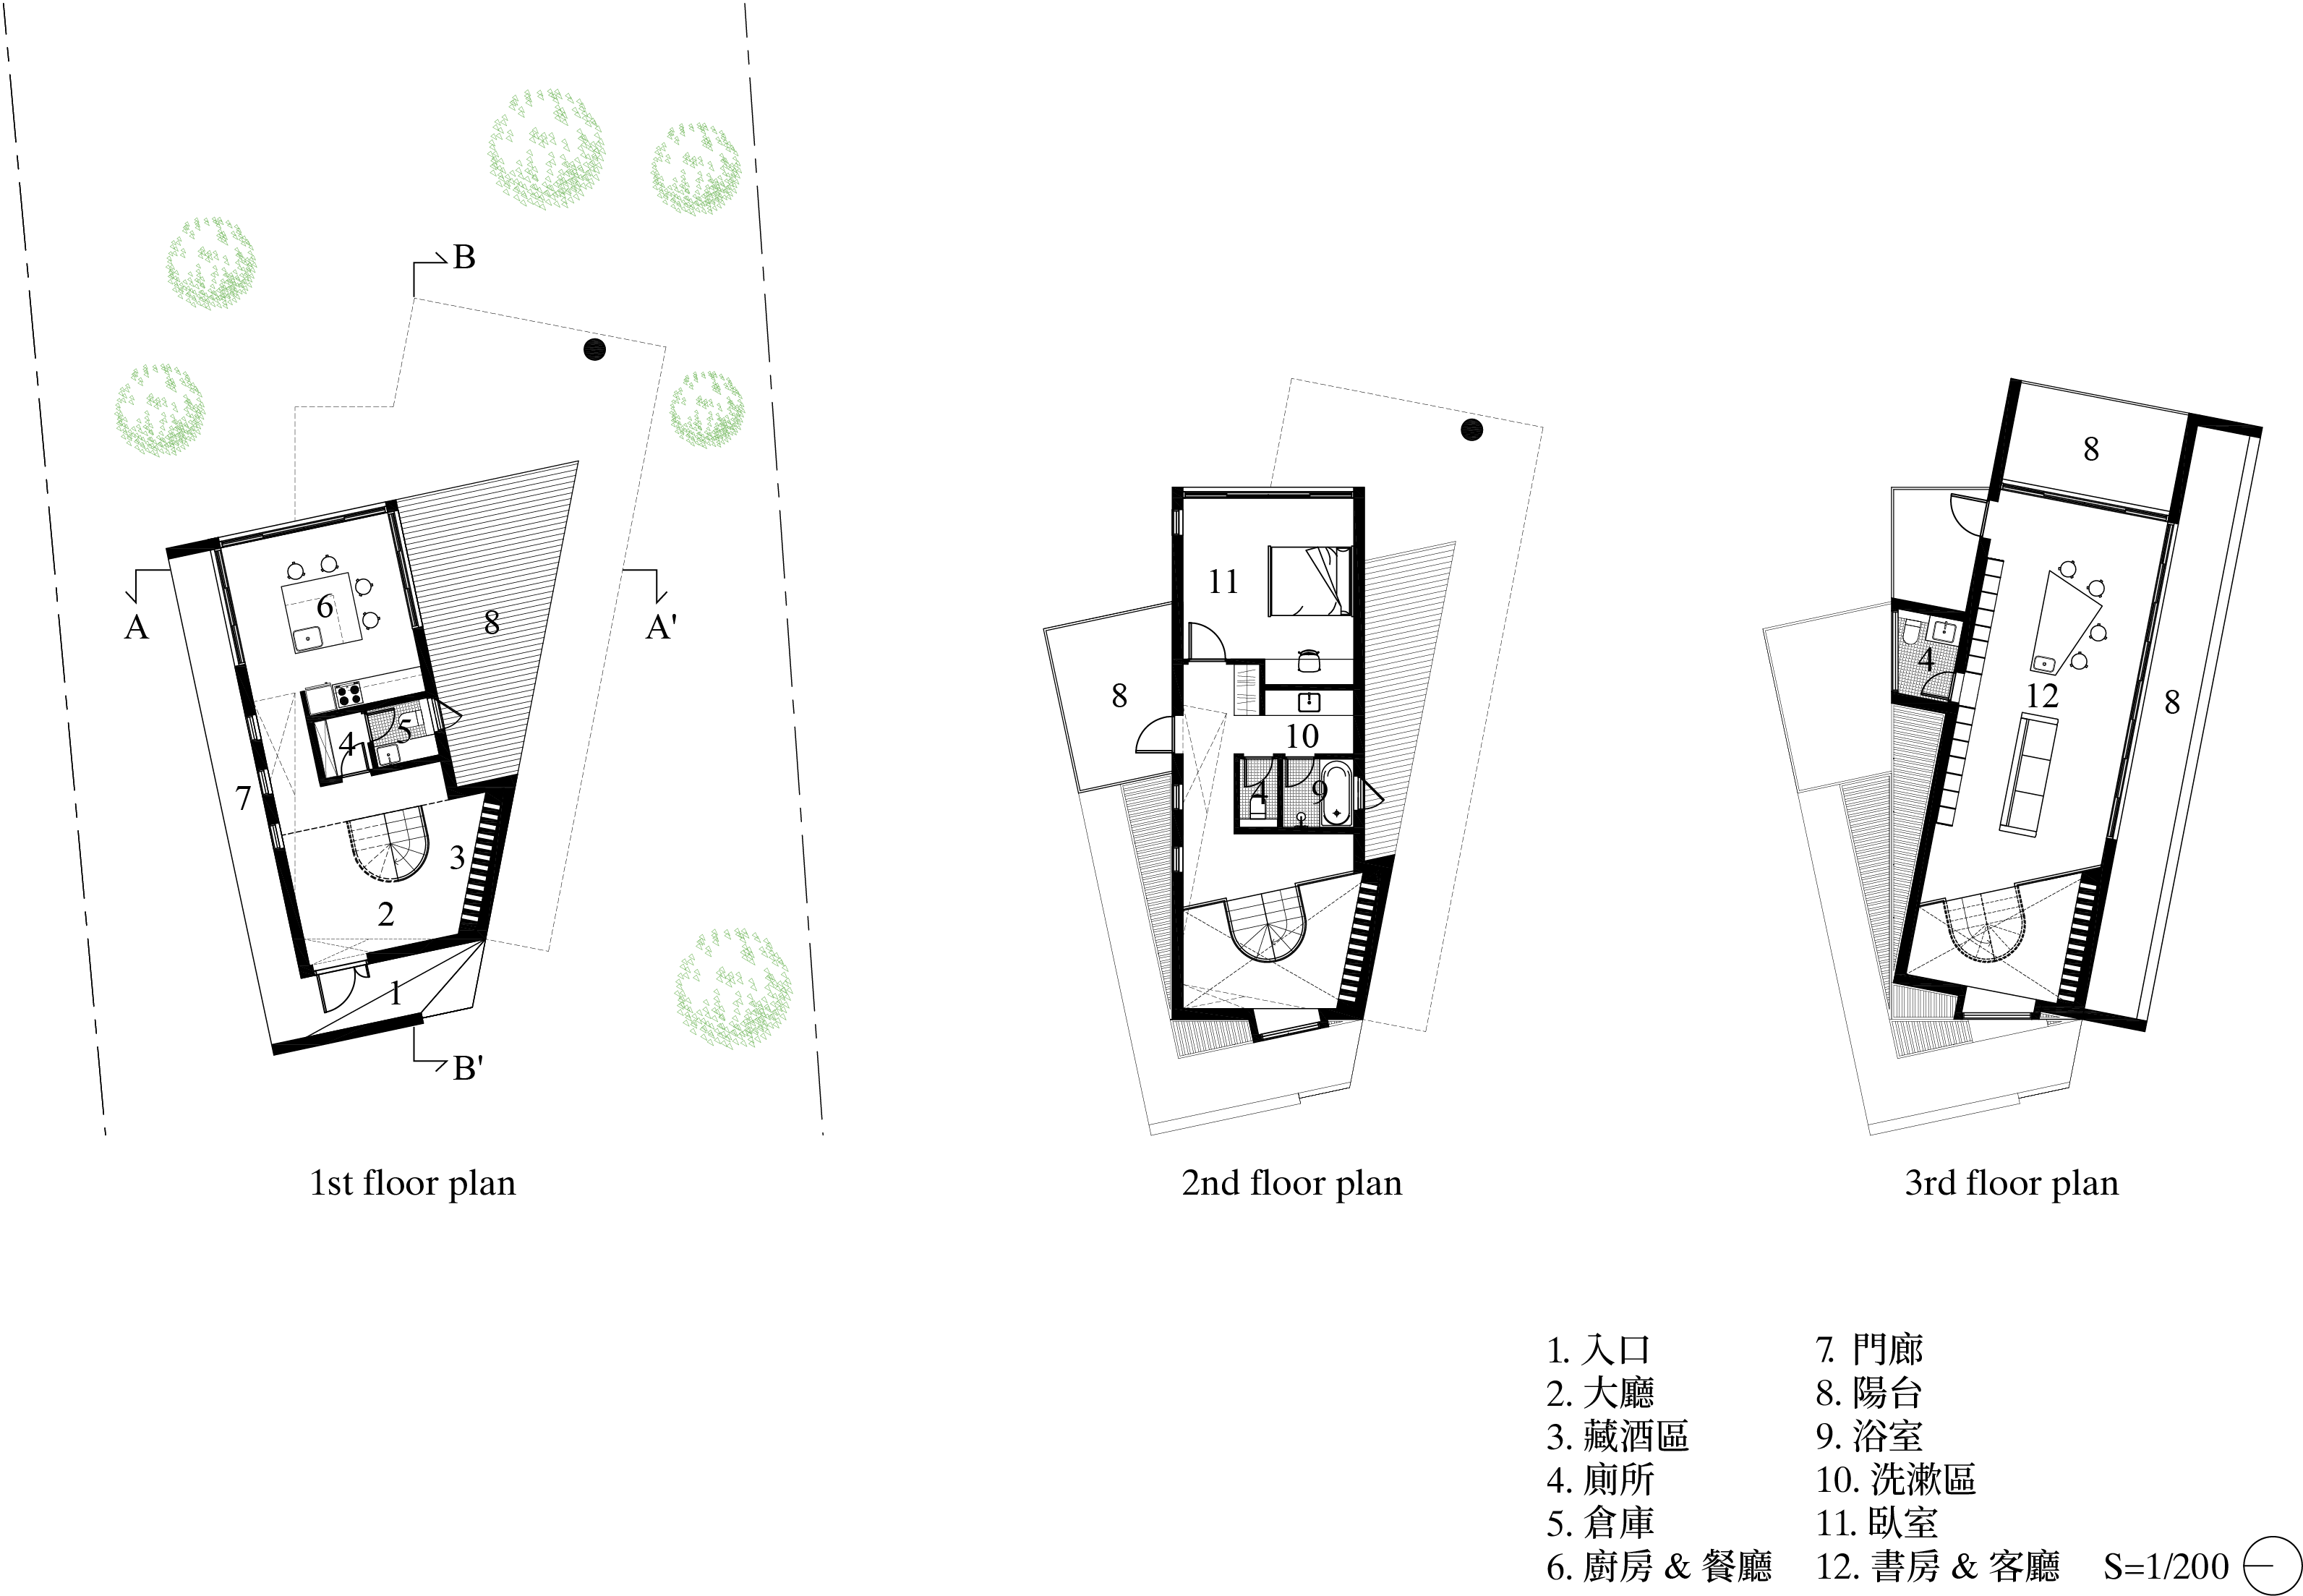 B
A
A'
6
8
4
5
7
3
2
1
B'
1st floor plan
11
8
10
4
9
2nd floor plan
8
4
12
8
3rd floor plan
1. 入口
2. 大廳
3. 藏酒區
4. 廁所
5. 倉庫
6. 廚房 & 餐廳
7. 門廊
8. 陽台
9. 浴室
10. 洗漱區
11. 臥室
12. 書房 & 客廳
S=1/200